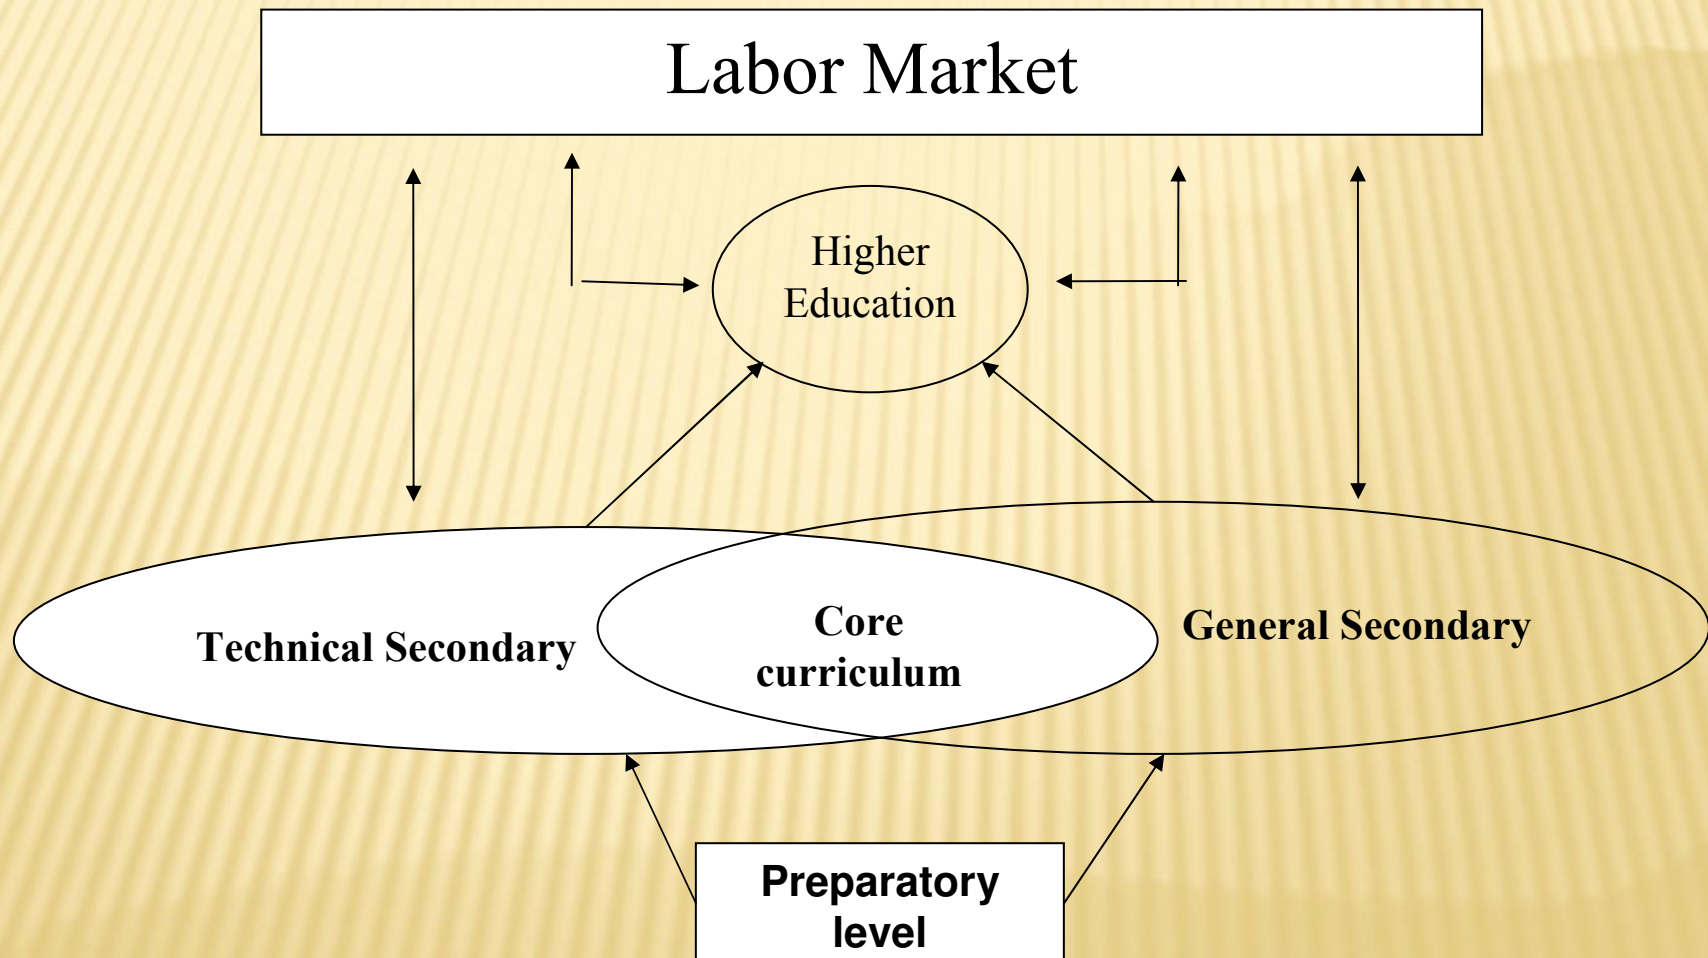 Labor Market
Higher
Education
Technical Secondary
Core
curriculum
General Secondary
Preparatory
level